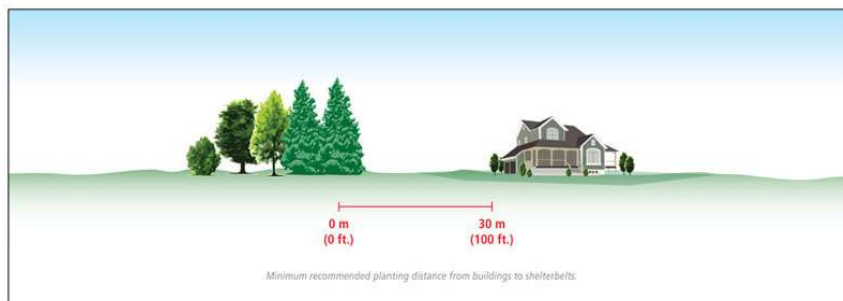 0 m 30 m
(0 ft.) (100 ft.)
Minimum recommended planting distance from buildings to shelterbelts.